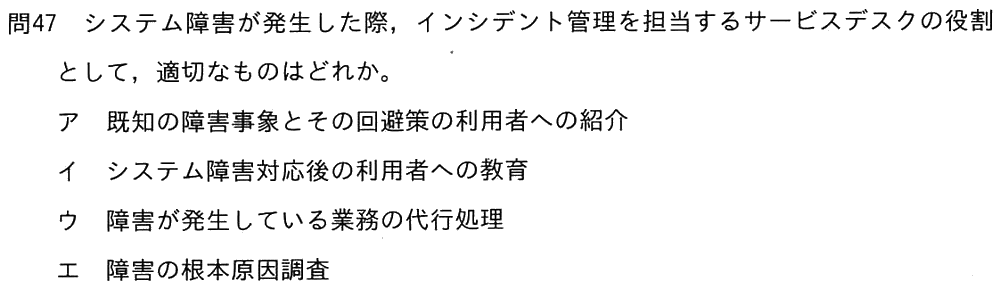 問47 システム障害が発生した際，インシデント管理を担当するサービスデスクの役割
として，適切なものはどれか。
ア 既知の障害事象とその回避策の利用者への紹介
イ システム障害対応後の利用者への教育
ウ 障害が発生している業務の代行処理
エ 障害の根本原因調査